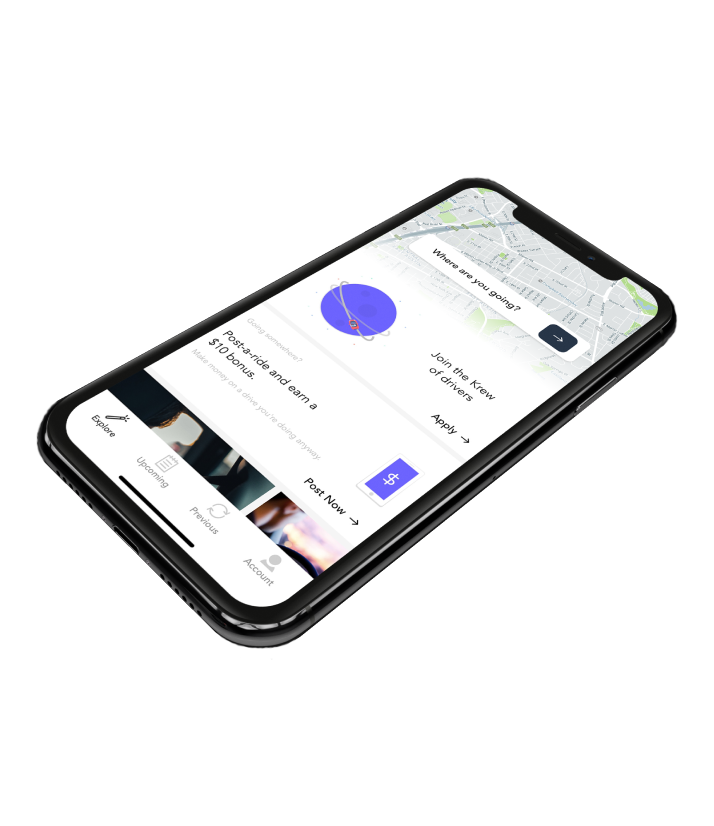 Where are you going?
Join the Krew
of drivers
Apply →
Going somewhere?
Post-a-ride and earn a
$10 bonus.
Make money on a drive you're doing anyway.
$
Post Now →
Explore
Upcoming
Previous
Account